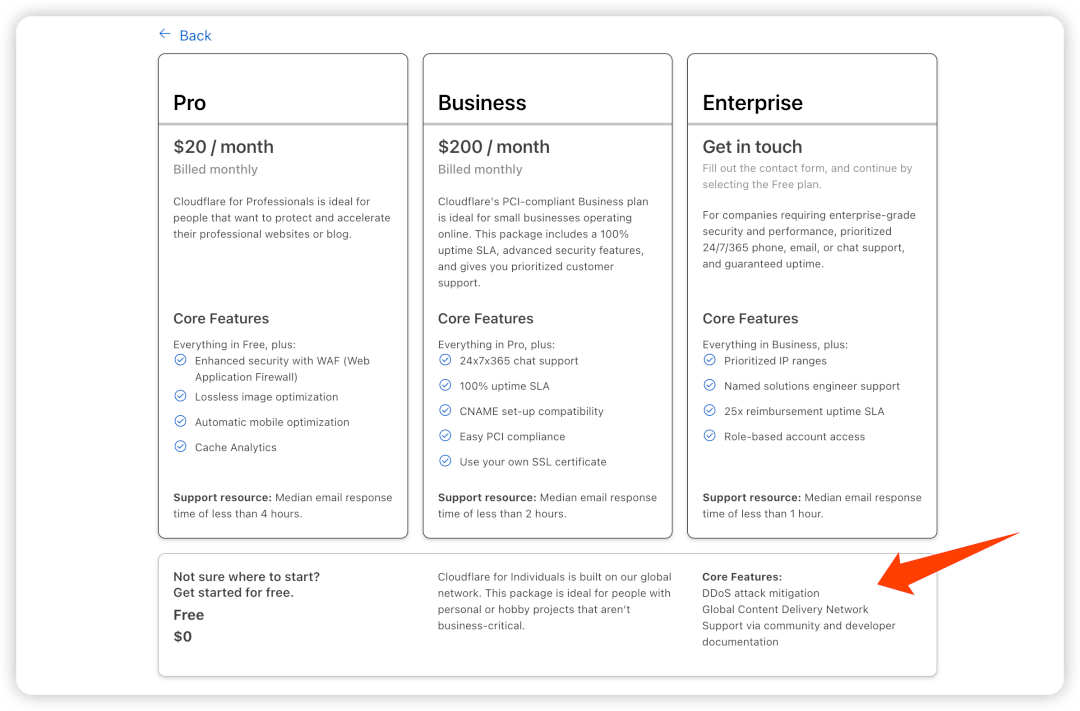 ← Back
Pro
$20 / month
Billed monthly
Cloudflare for Professionals is ideal for
people that want to protect and accelerate
their professional websites or blog.
Core Features
Everything in Free, plus:
Enhanced security with WAF (Web
Application Firewall)
Lossless image optimization
Automatic mobile optimization
Cache Analytics
Support resource: Median email response
time of less than 4 hours.
Business
$200 / month
Billed monthly
Cloudflare's PCI-compliant Business plan
is ideal for small businesses operating
online. This package includes a 100%
uptime SLA, advanced security features,
and gives you prioritized customer
support.
Core Features
Everything in Pro, plus:
24x7x365 chat support
100% uptime SLA
CNAME set-up compatibility
Easy PCI compliance
Use your own SSL certificate
Support resource: Median email response
time of less than 2 hours.
Enterprise
Get in touch
Fill out the contact form, and continue by
selecting the Free plan.
For companies requiring enterprise-grade
security and performance, prioritized
24/7/365 phone, email, or chat support,
and guaranteed uptime.
Core Features
Everything in Business, plus:
Prioritized IP ranges
Named solutions engineer support
25x reimbursement uptime SLA
Role-based account access
Support resource: Median email response
time of less than 1 hour.
Not sure where to start?
Get started for free.
Free
$0
Cloudflare for Individuals is built on our global
network. This package is ideal for people with
personal or hobby projects that aren't
business-critical.
Core Features:
DDoS attack mitigation
Global Content Delivery Network
Support via community and developer
documentation